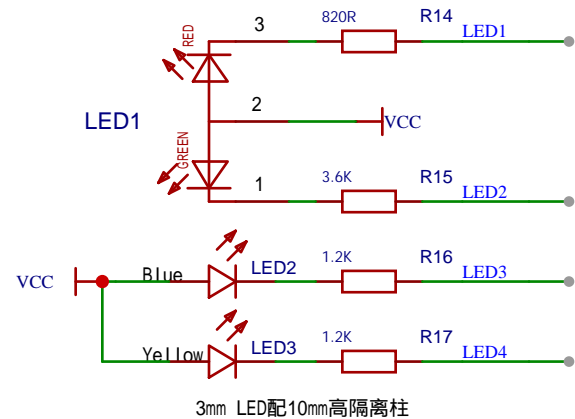 RED 3 820R R14 LED1
LED1 2 VCC
GREEN 1 3.6K R15 LED2
VCC Blue LED2 1.2K R16 LED3
Yellow LED3 1.2K R17 LED4
3mm LED配10mm高隔离柱